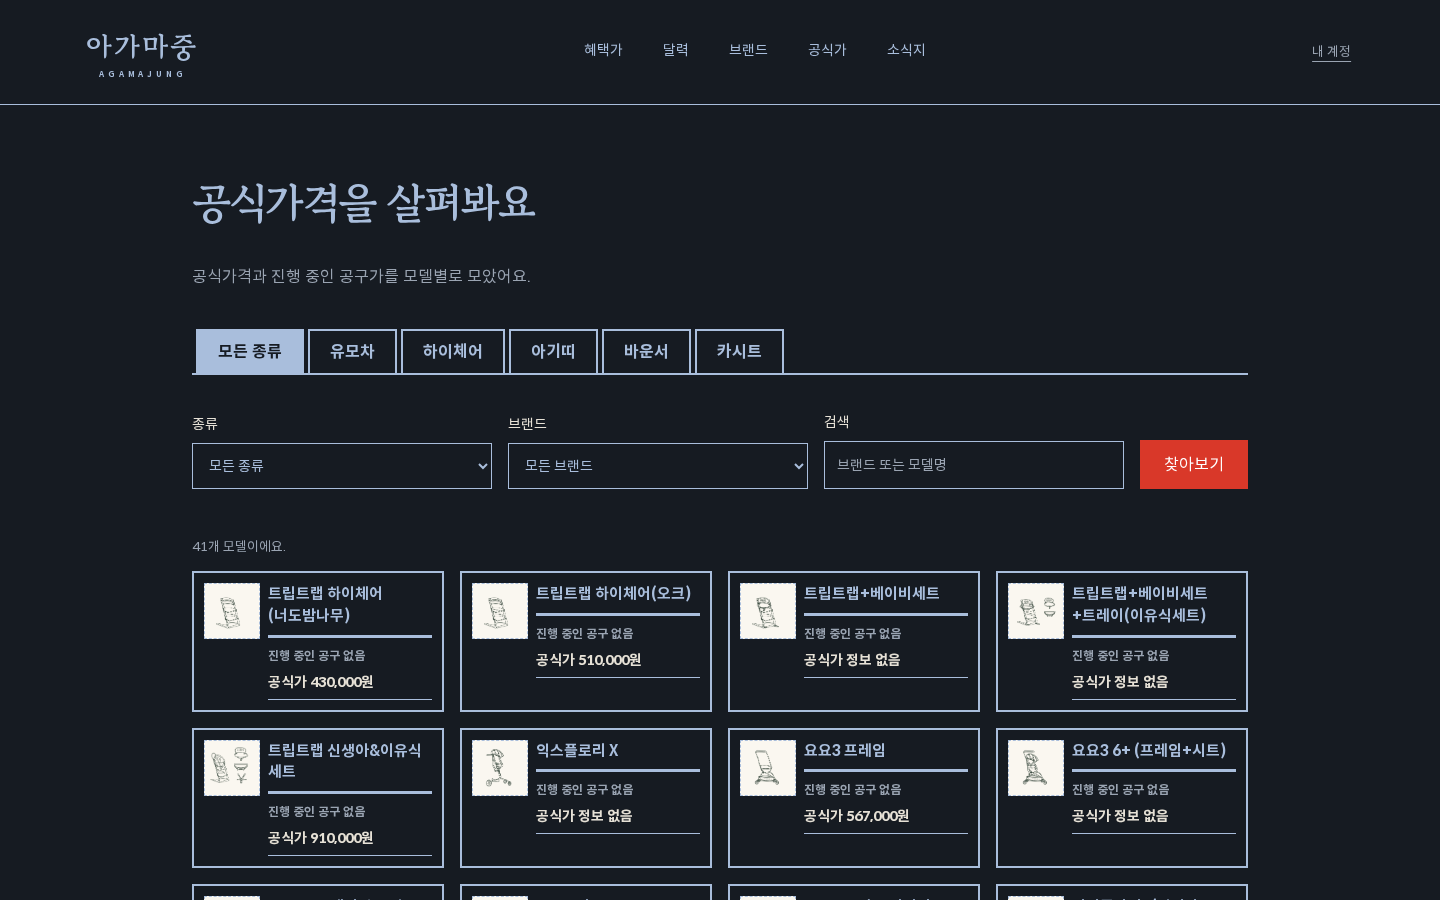 아가마중
AGAMAJUNG
혜택가
달력
브랜드
공식가
소식지
내 계정
공식가격을 살펴봐요
공식가격과 진행 중인 공구가를 모델별로 모았어요.
모든 종류
유모차
하이체어
아기띠
바운서
카시트
종류
브랜드
검색
모든 종류
모든 브랜드
브랜드 또는 모델명
찾아보기
41개 모델이에요.
트립트랩 하이체어
(너도밤나무)
진행 중인 공구 없음
공식가 430,000원
트립트랩 하이체어(오크)
진행 중인 공구 없음
공식가 510,000원
트립트랩+베이비세트
진행 중인 공구 없음
공식가 정보 없음
트립트랩+베이비세트
+트레이(이유식세트)
진행 중인 공구 없음
공식가 정보 없음
트립트랩 신생아&이유식
세트
진행 중인 공구 없음
공식가 910,000원
익스플로리 X
진행 중인 공구 없음
공식가 정보 없음
요요3 프레임
진행 중인 공구 없음
공식가 567,000원
요요3 6+ (프레임+시트)
진행 중인 공구 없음
공식가 정보 없음